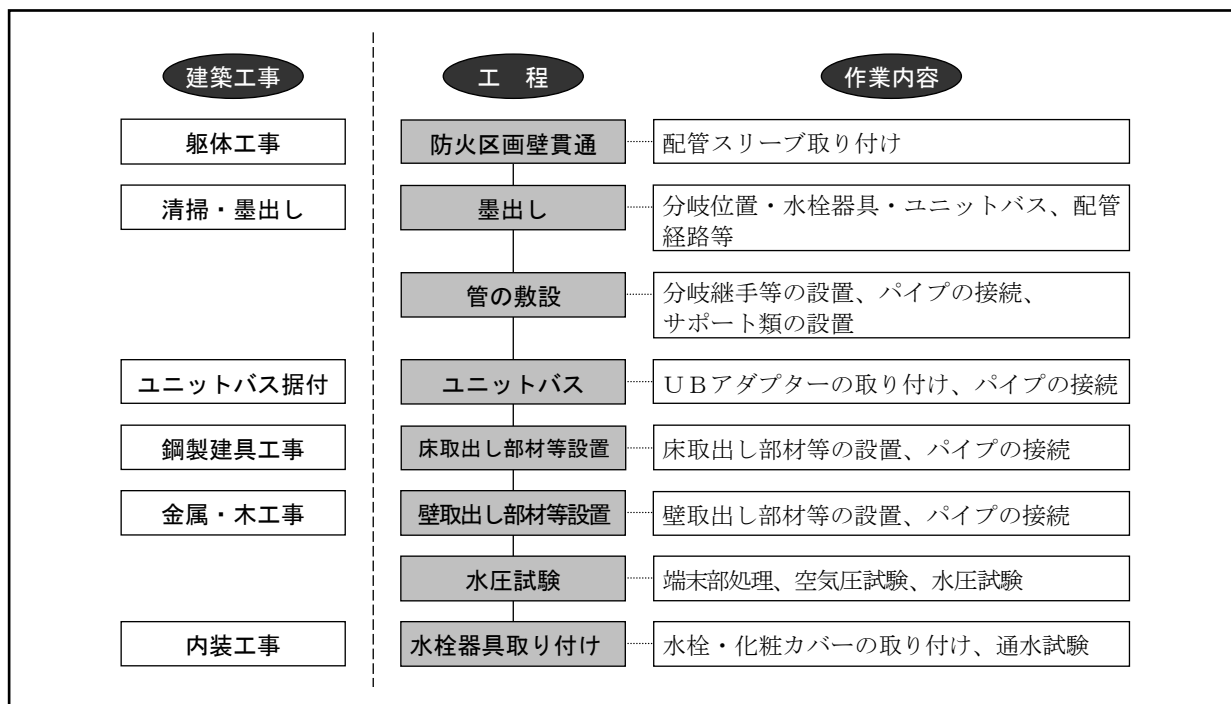 建築工事 工　程 作業内容
躯体工事 防火区画壁貫通 配管スリーブ取り付け
清掃・墨出し 墨出し 分岐位置・水栓器具・ユニットバス、配管
経路等
管の敷設 分岐継手等の設置、パイプの接続、
サポート類の設置
ユニットバス据付 ユニットバス ＵＢアダプターの取り付け、パイプの接続
鋼製建具工事 床取出し部材等設置 床取出し部材等の設置、パイプの接続
金属・木工事 壁取出し部材等設置 壁取出し部材等の設置、パイプの接続
水圧試験 端末部処理、空気圧試験、水圧試験
内装工事 水栓器具取り付け 水栓・化粧カバーの取り付け、通水試験